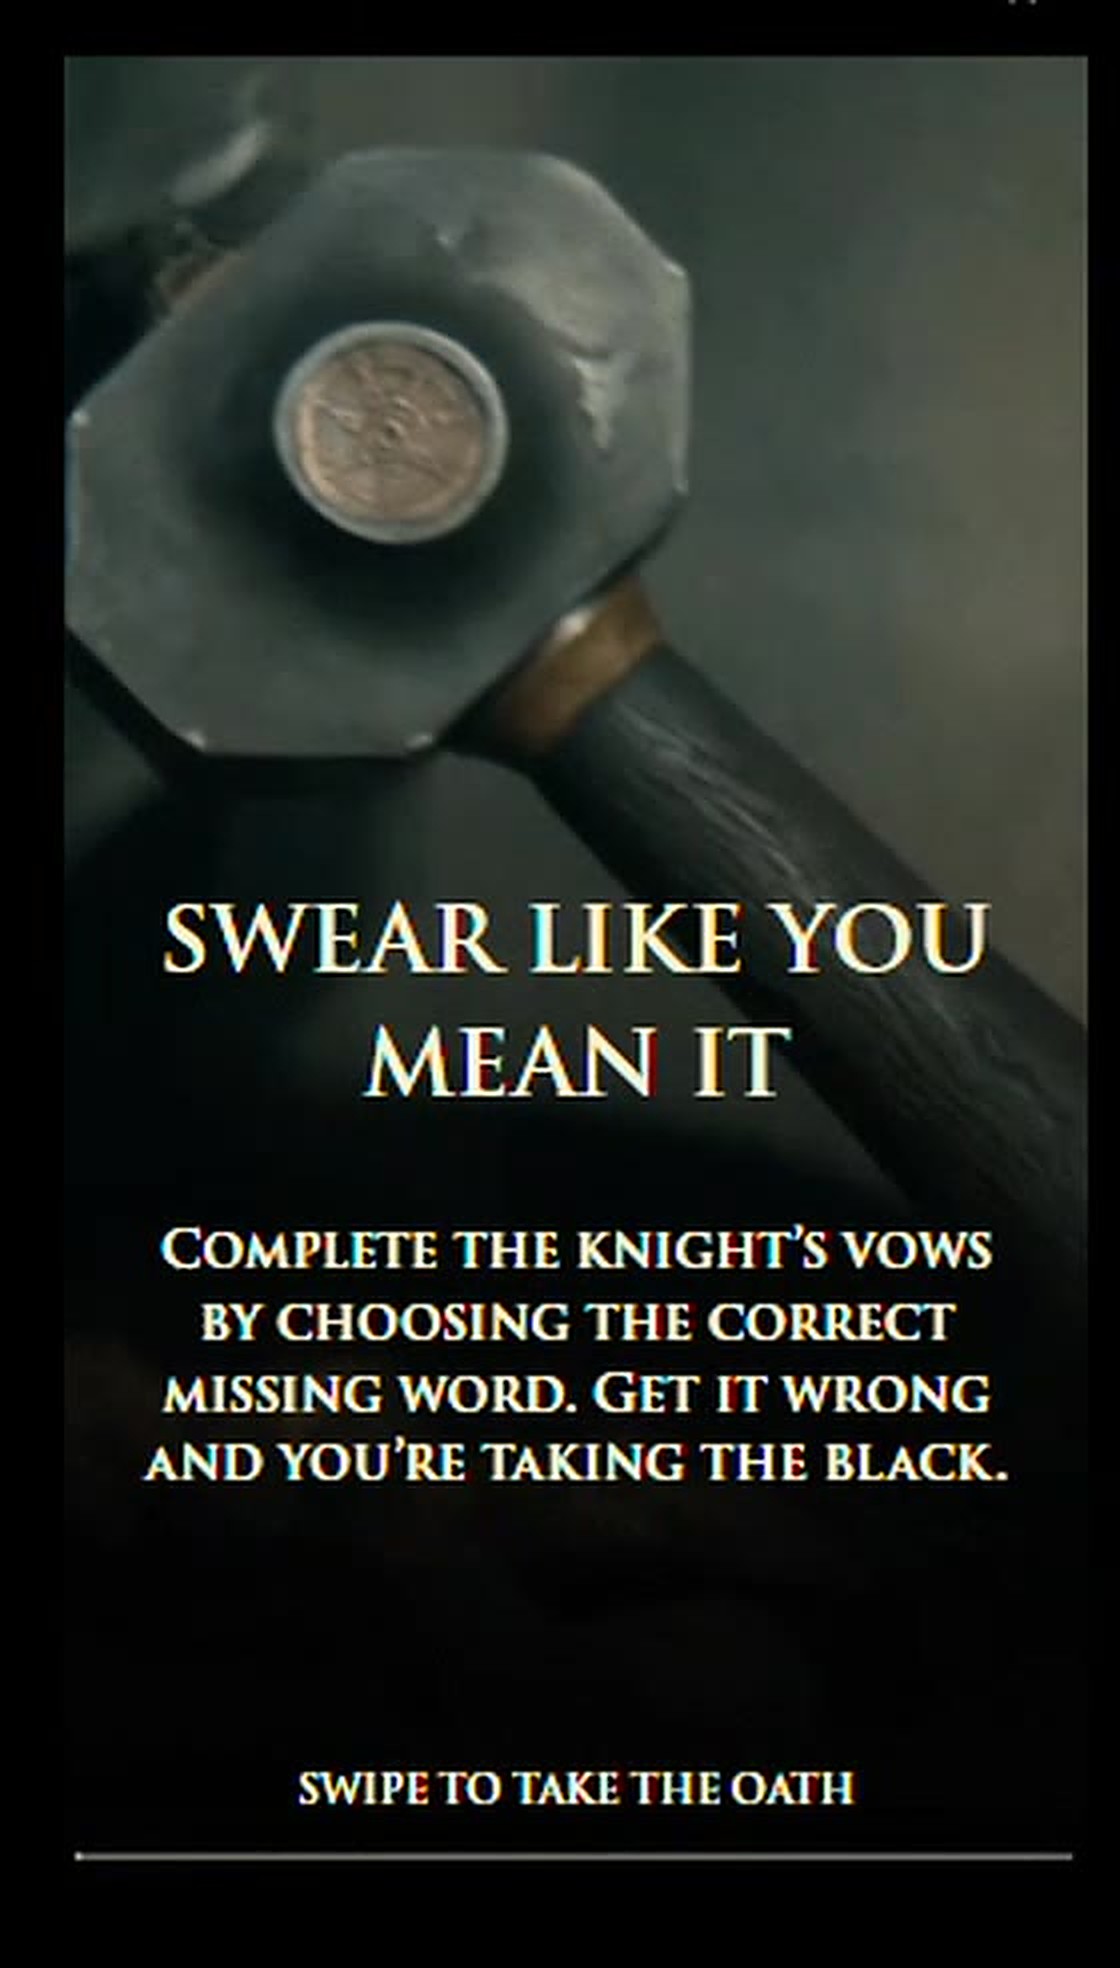 SWEAR LIKE YOU
MEAN IT
COMPLETE THE KNIGHT'S VOWS
BY CHOOSING THE CORRECT
MISSING WORD. GET IT WRONG
AND YOU'RE TAKING THE BLACK.
SWIPE TO TAKE THE OATH